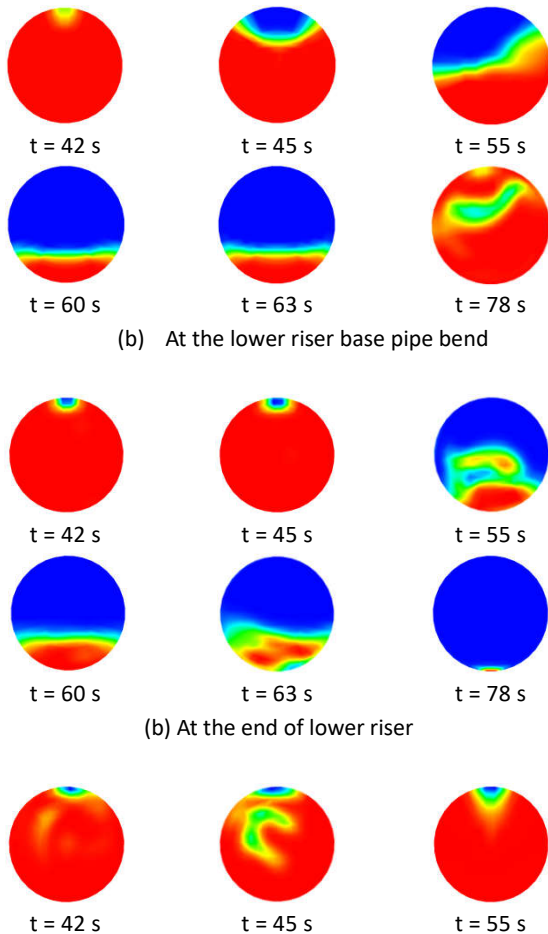 t = 42 s t = 45 s t = 55 s
t = 60 s t = 63 s t = 78 s
(b) At the lower riser base pipe bend
t = 42 s t = 45 s t = 55 s
t = 60 s t = 63 s t = 78 s
(b) At the end of lower riser
t = 42 s t = 45 s t = 55 s